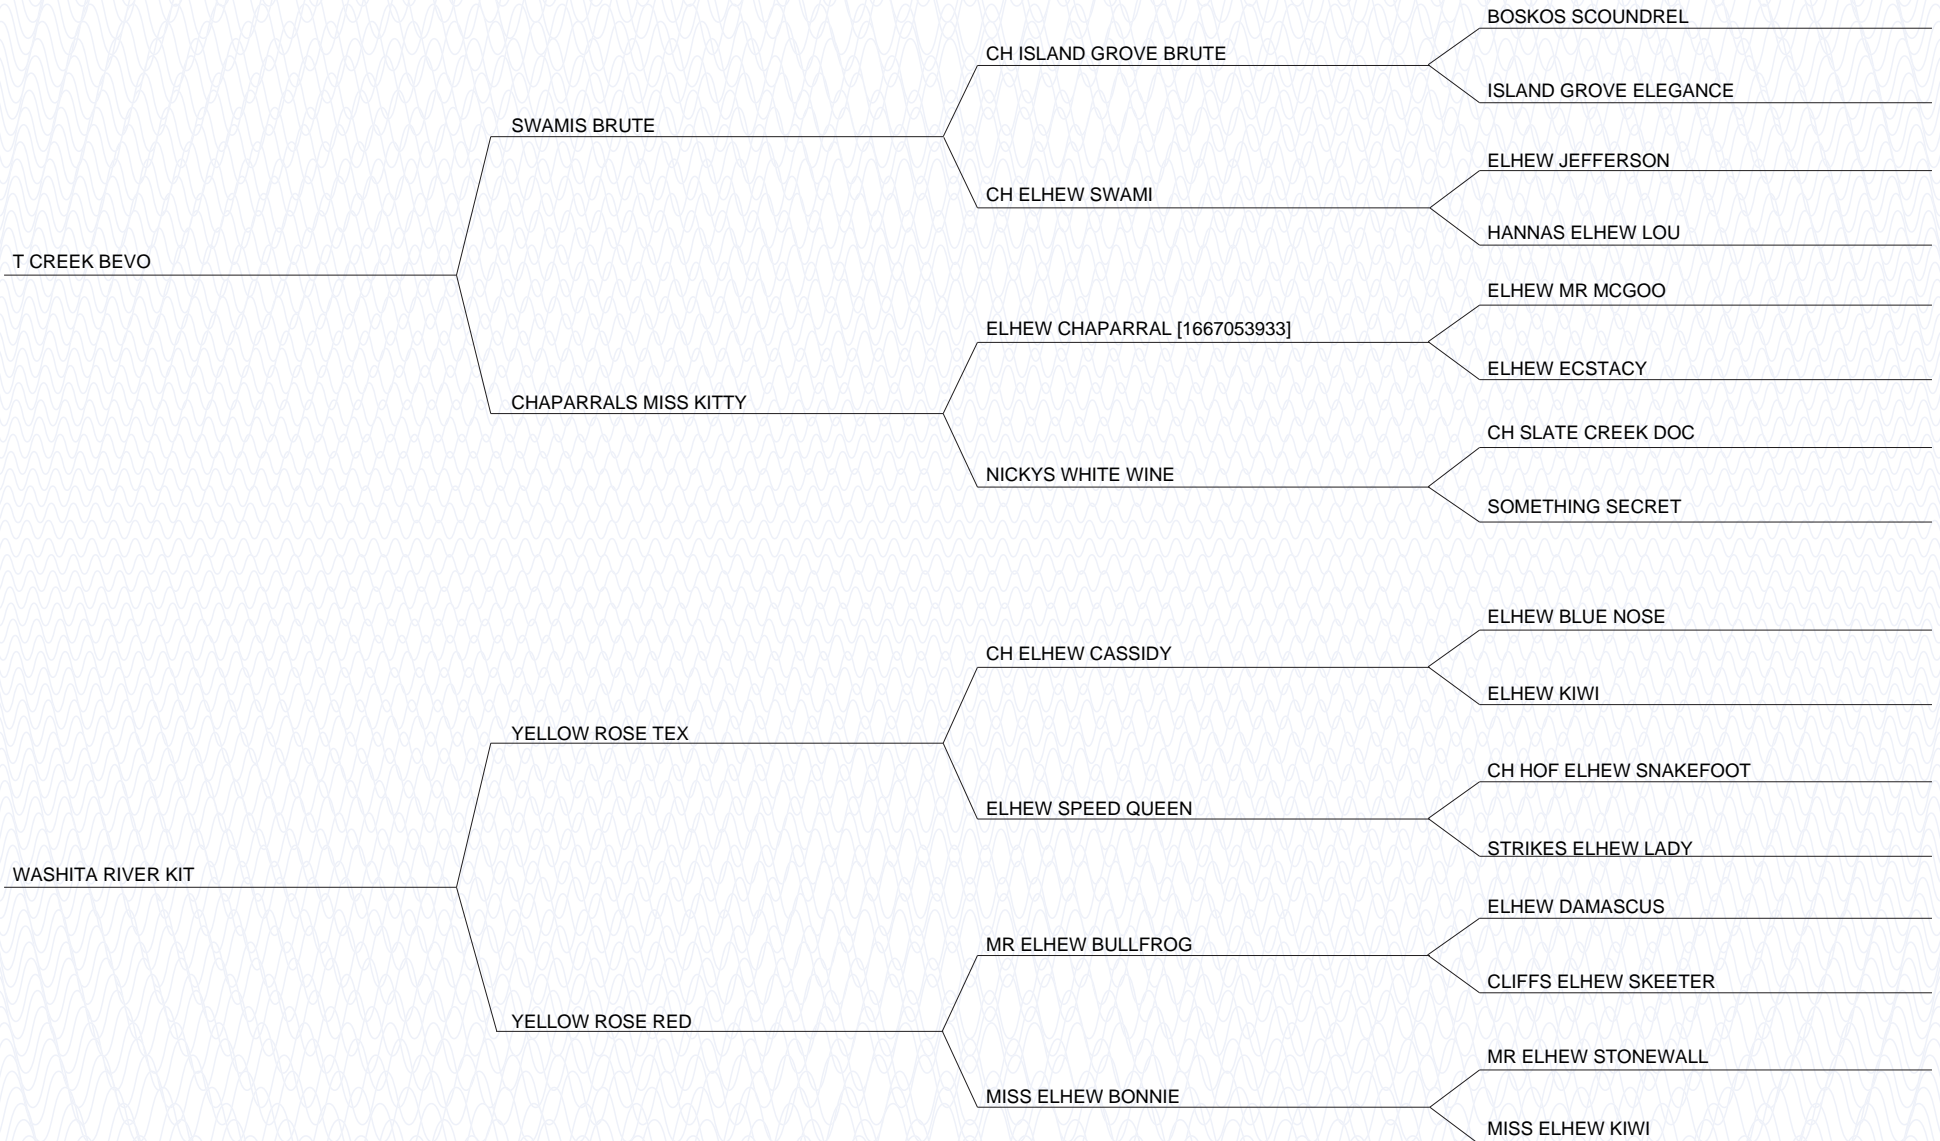 T CREEK BEVO
SWAMIS BRUTE
CH ISLAND GROVE BRUTE
BOSKOS SCOUNDREL
ISLAND GROVE ELEGANCE
CH ELHEW SWAMI
ELHEW JEFFERSON
HANNAS ELHEW LOU
CHAPARRALS MISS KITTY
ELHEW CHAPARRAL [1667053933]
ELHEW MR MCGOO
ELHEW ECSTACY
NICKYS WHITE WINE
CH SLATE CREEK DOC
SOMETHING SECRET
WASHITA RIVER KIT
YELLOW ROSE TEX
CH ELHEW CASSIDY
ELHEW BLUE NOSE
ELHEW KIWI
ELHEW SPEED QUEEN
CH HOF ELHEW SNAKEFOOT
STRIKES ELHEW LADY
YELLOW ROSE RED
MR ELHEW BULLFROG
ELHEW DAMASCUS
CLIFFS ELHEW SKEETER
MISS ELHEW BONNIE
MR ELHEW STONEWALL
MISS ELHEW KIWI